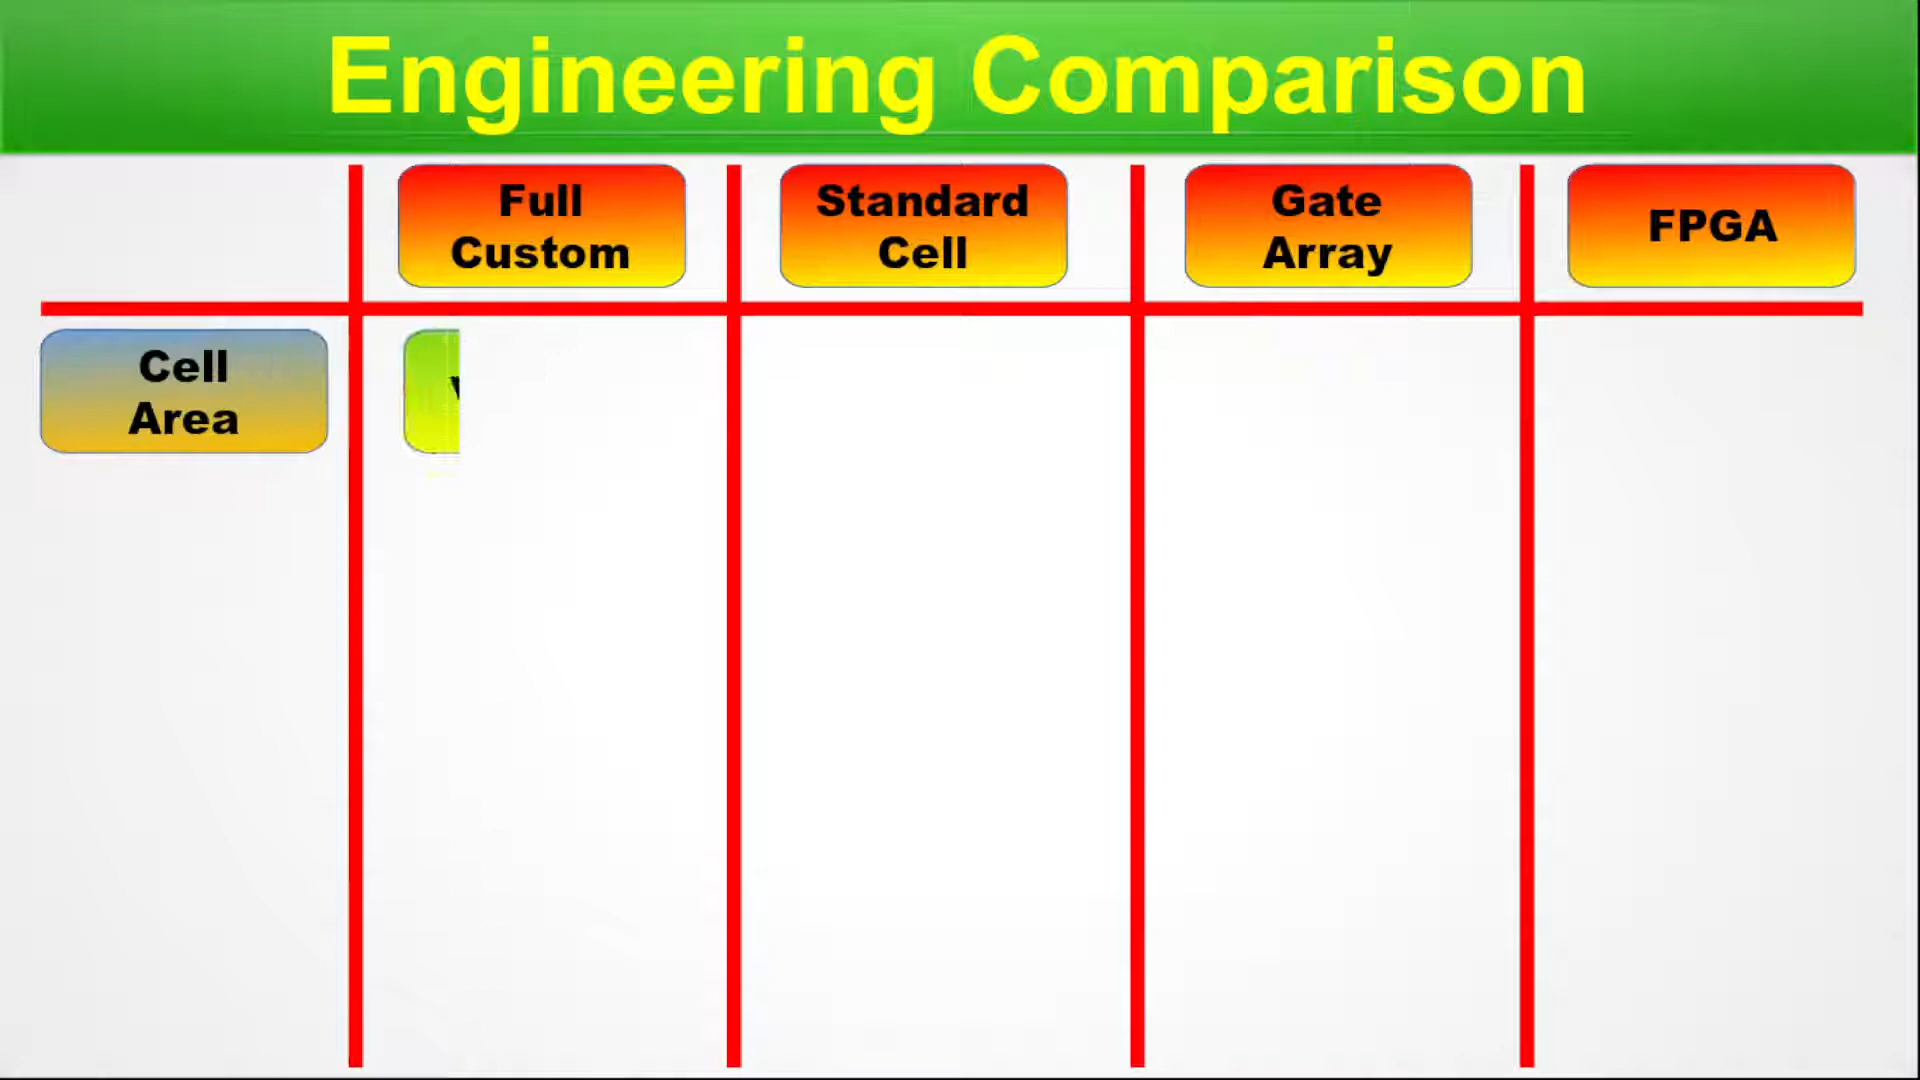 Engineering Comparison
Full
Custom
Standard
Cell
Gate
Array
FPGA
Cell
Area